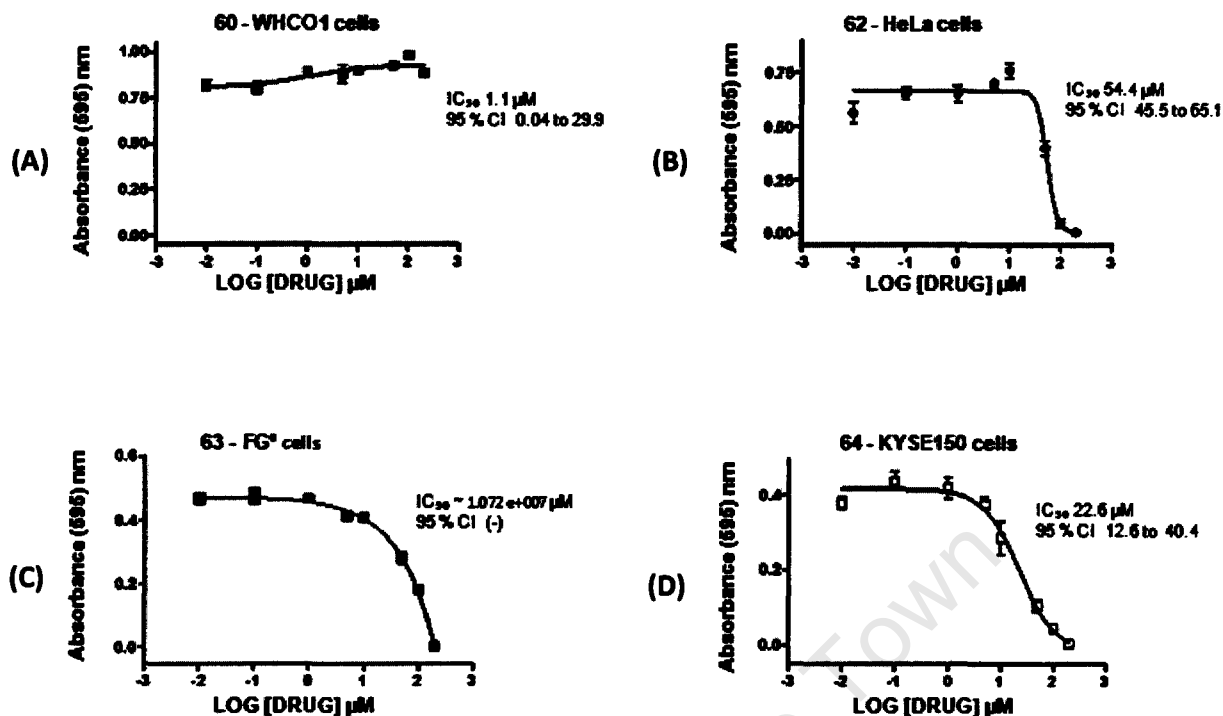 60 - WHCO1 cells
Absorbance (595) nm
1.00
0.75
0.50
0.25
0.00
-3 -2 -1 0 1 2 3
LOG [DRUG] µM
IC₅₀ 1.1 µM
95 % CI 0.04 to 29.9
(A)
62 - HeLa cells
Absorbance (595) nm
0.75
0.50
0.25
0.00
-3 -2 -1 0 1 2 3
LOG [DRUG] µM
IC₅₀ 54.4 µM
95 % CI 45.5 to 65.1
(B)
63 - cells
Absorbance (595) nm
0.6
0.4
0.2
0.0
-3 -2 -1 0 1 2 3
LOG [DRUG] µM
IC₅₀ ~ 1.072 e+007 µM
95 % CI (-)
(C)
64 - KYSE150 cells
Absorbance (595) nm
0.4
0.2
0.0
-3 -2 -1 0 1 2 3
LOG [DRUG] µM
IC₅₀ 22.6 µM
95 % CI 12.6 to 40.4
(D)
Town